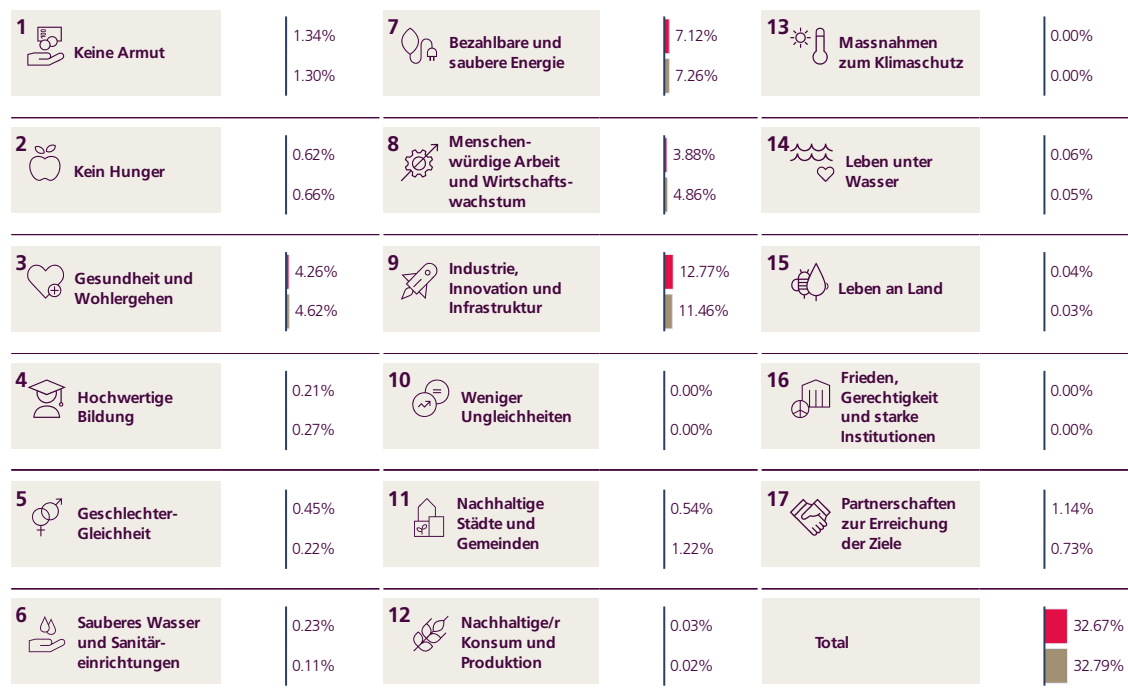 1
Keine Armut
1.34%
1.30%
2
Kein Hunger
0.62%
0.66%
3
Gesundheit und
Wohlergehen
4.26%
4.62%
4
Hochwertige
Bildung
0.21%
0.27%
5
Geschlechter-
Gleichheit
0.45%
0.22%
6
Sauberes Wasser
und Sanitär-
einrichtungen
0.23%
0.11%
7
Bezahlbare und
saubere Energie
7.12%
7.26%
8
Menschen-
würdige Arbeit
und Wirtschafts-
wachstum
3.88%
4.86%
9
Industrie,
Innovation und
Infrastruktur
12.77%
11.46%
10
Weniger
Ungleichheiten
0.00%
0.00%
11
Nachhaltige
Städte und
Gemeinden
0.54%
1.22%
12
Nachhaltige/r
Konsum und
Produktion
0.03%
0.02%
13
Massnahmen
zum Klimaschutz
0.00%
0.00%
14
Leben unter
Wasser
0.06%
0.05%
15
Leben an Land
0.04%
0.03%
16
Frieden,
Gerechtigkeit
und starke
Institutionen
0.00%
0.00%
17
Partnerschaften
zur Erreichung
der Ziele
1.14%
0.73%
Total
32.67%
32.79%